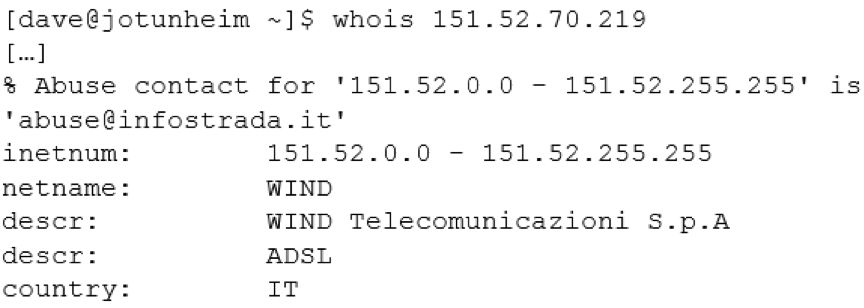 [dave@jotunheim ~]$ whois 151.52.70.219
[…]
% Abuse contact for '151.52.0.0 - 151.52.255.255' is
'abuse@infostrada.it'
inetnum: 151.52.0.0 - 151.52.255.255
netname: WIND
descr: WIND Telecomunicazioni S.p.A
descr: ADSL
country: IT